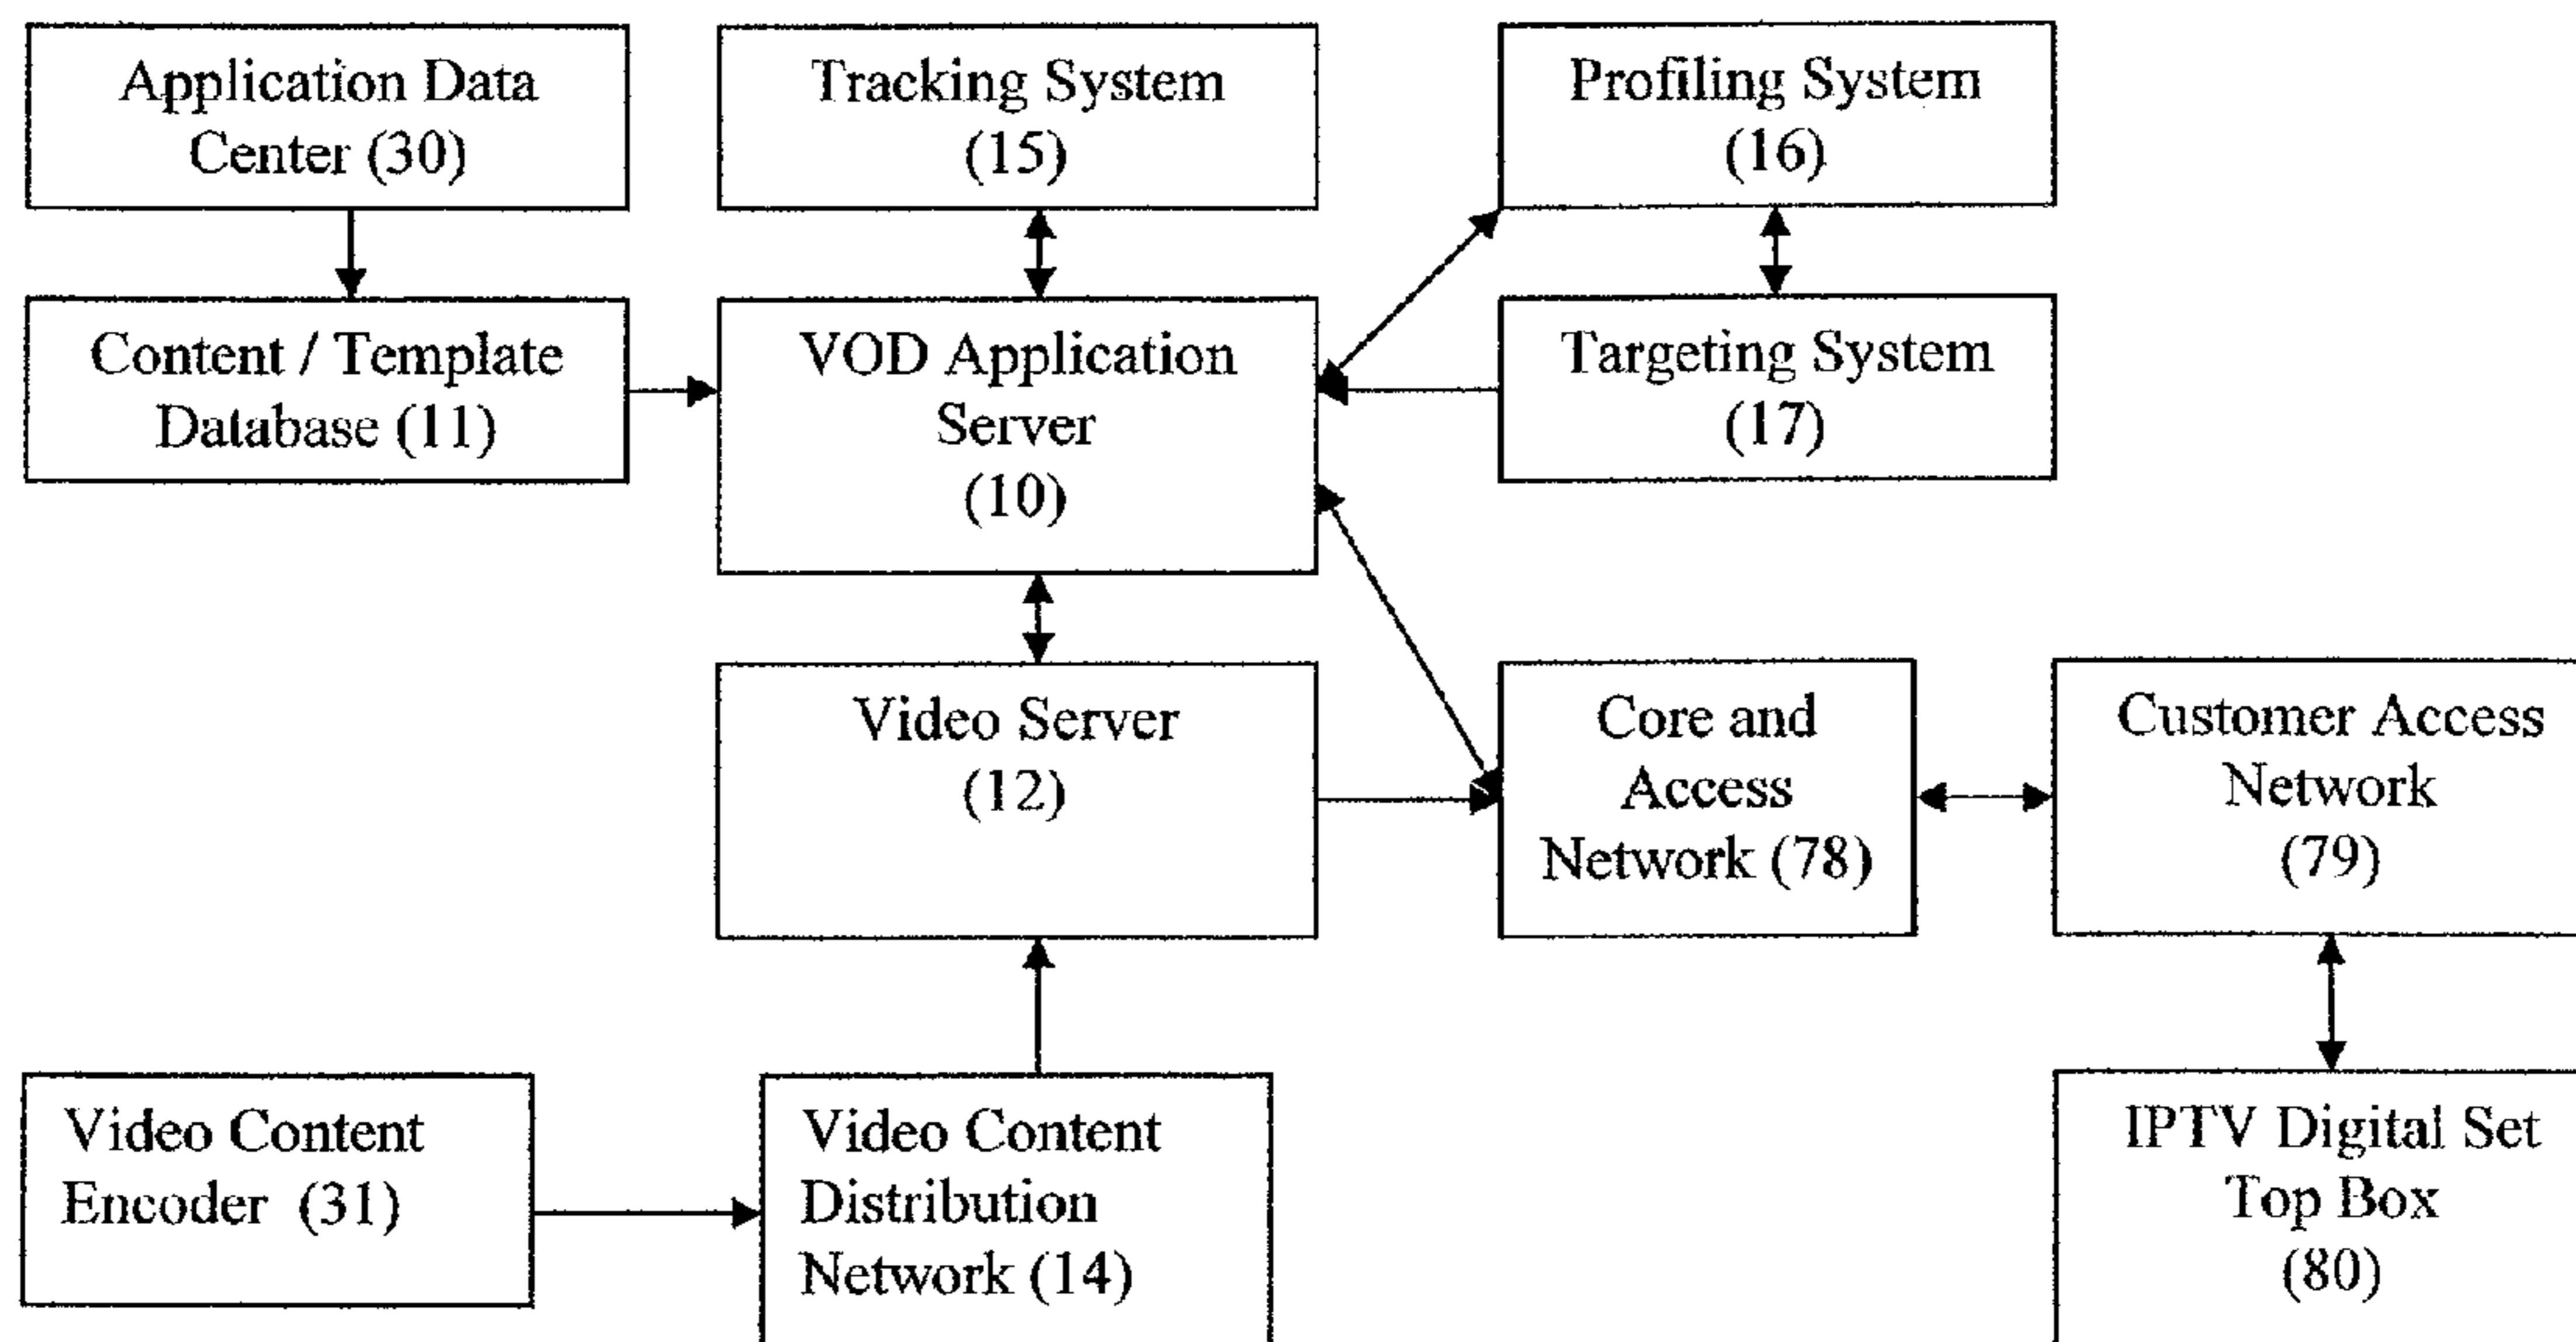 Application Data
Center (30)
Tracking System
(15)
Profiling System
(16)
Content / Template
Database (11)
VOD Application
Server
(10)
Targeting System
(17)
Video Server
(12)
Core and
Access
Network (78)
Customer Access
Network
(79)
Video Content
Encoder (31)
Video Content
Distribution
Network (14)
IPTV Digital Set
Top Box
(80)